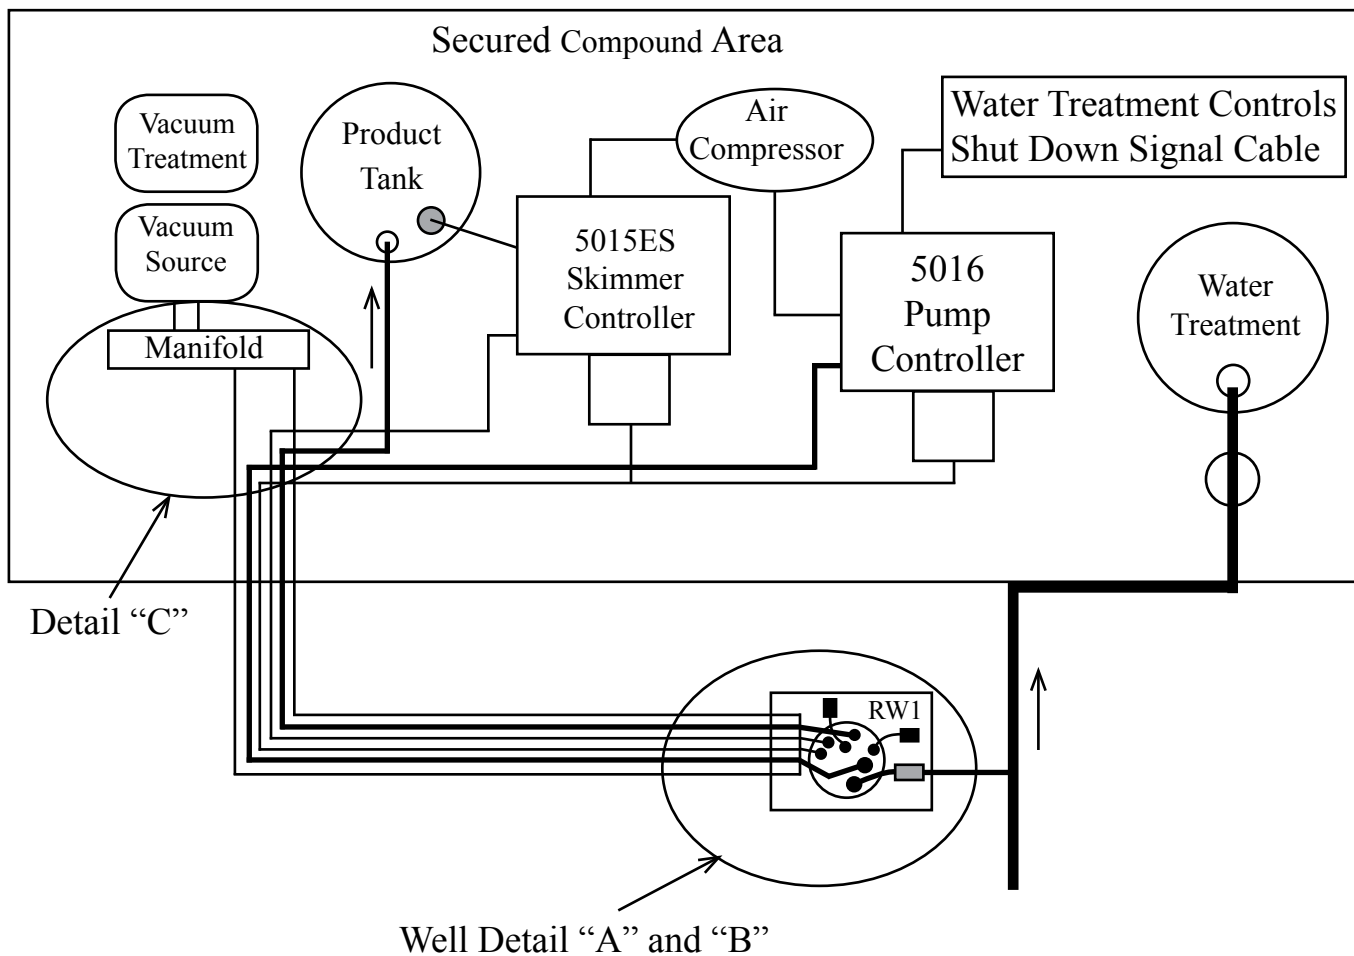 Secured Compound Area
Vacuum
Treatment
Product
Tank
Air
Compressor
Water Treatment Controls
Shut Down Signal Cable
Vacuum
Source
5015ES
Skimmer
Controller
5016
Pump
Controller
Water
Treatment
Manifold
Detail “C”
RW1
Well Detail “A” and “B”